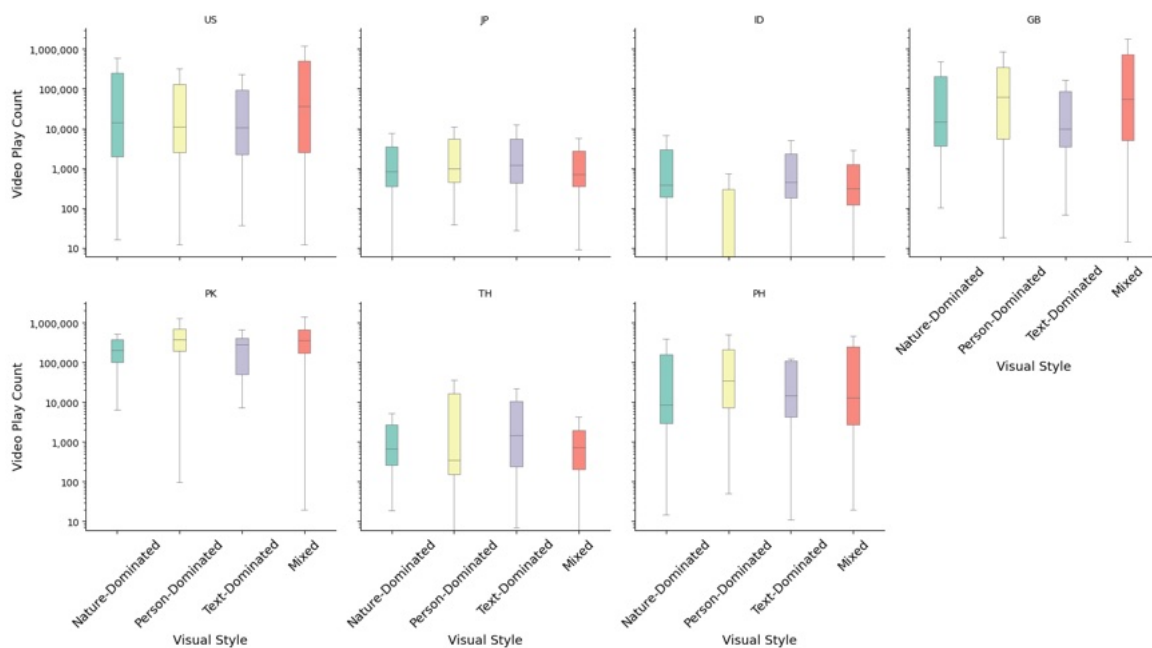 US
JP
ID
GB
Video Play Count
1,000,000
100,000
10,000
1,000
100
10
Nature-Dominated
Person-Dominated
Text-Dominated
Mixed
Visual Style
PK
TH
PH
Video Play Count
1,000,000
100,000
10,000
1,000
100
10
Nature-Dominated
Person-Dominated
Text-Dominated
Mixed
Visual Style
Nature-Dominated
Person-Dominated
Text-Dominated
Mixed
Visual Style
Nature-Dominated
Person-Dominated
Text-Dominated
Mixed
Visual Style